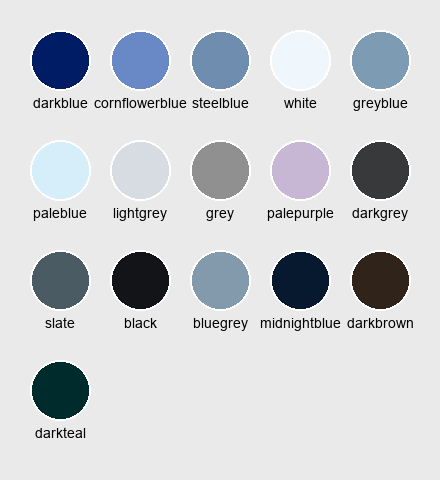 darkblue cornflowerblue steelblue white greyblue
paleblue lightgrey grey palepurple darkgrey
slate black bluegrey midnightblue darkbrown
darkteal